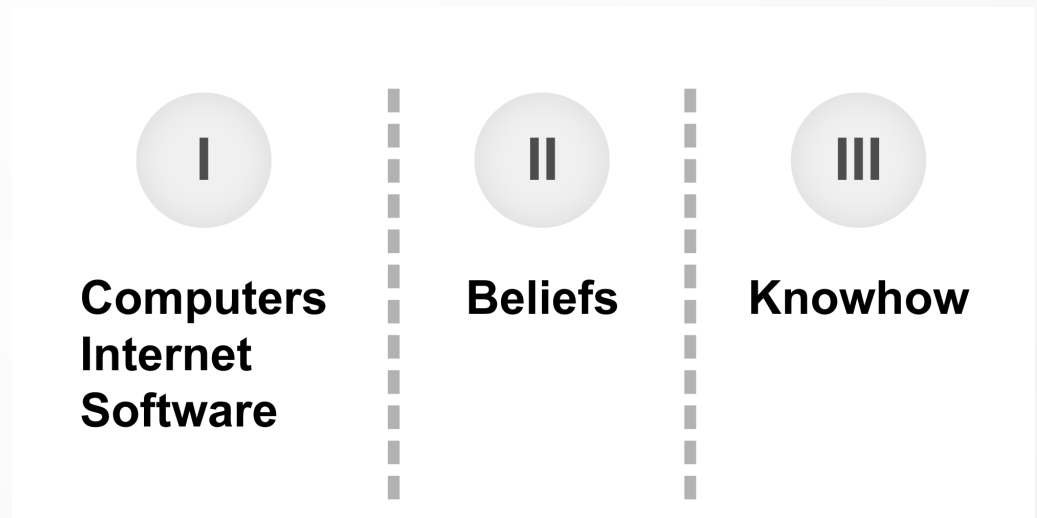 I
II
III
Computers
Internet
Software
Beliefs
Knowhow